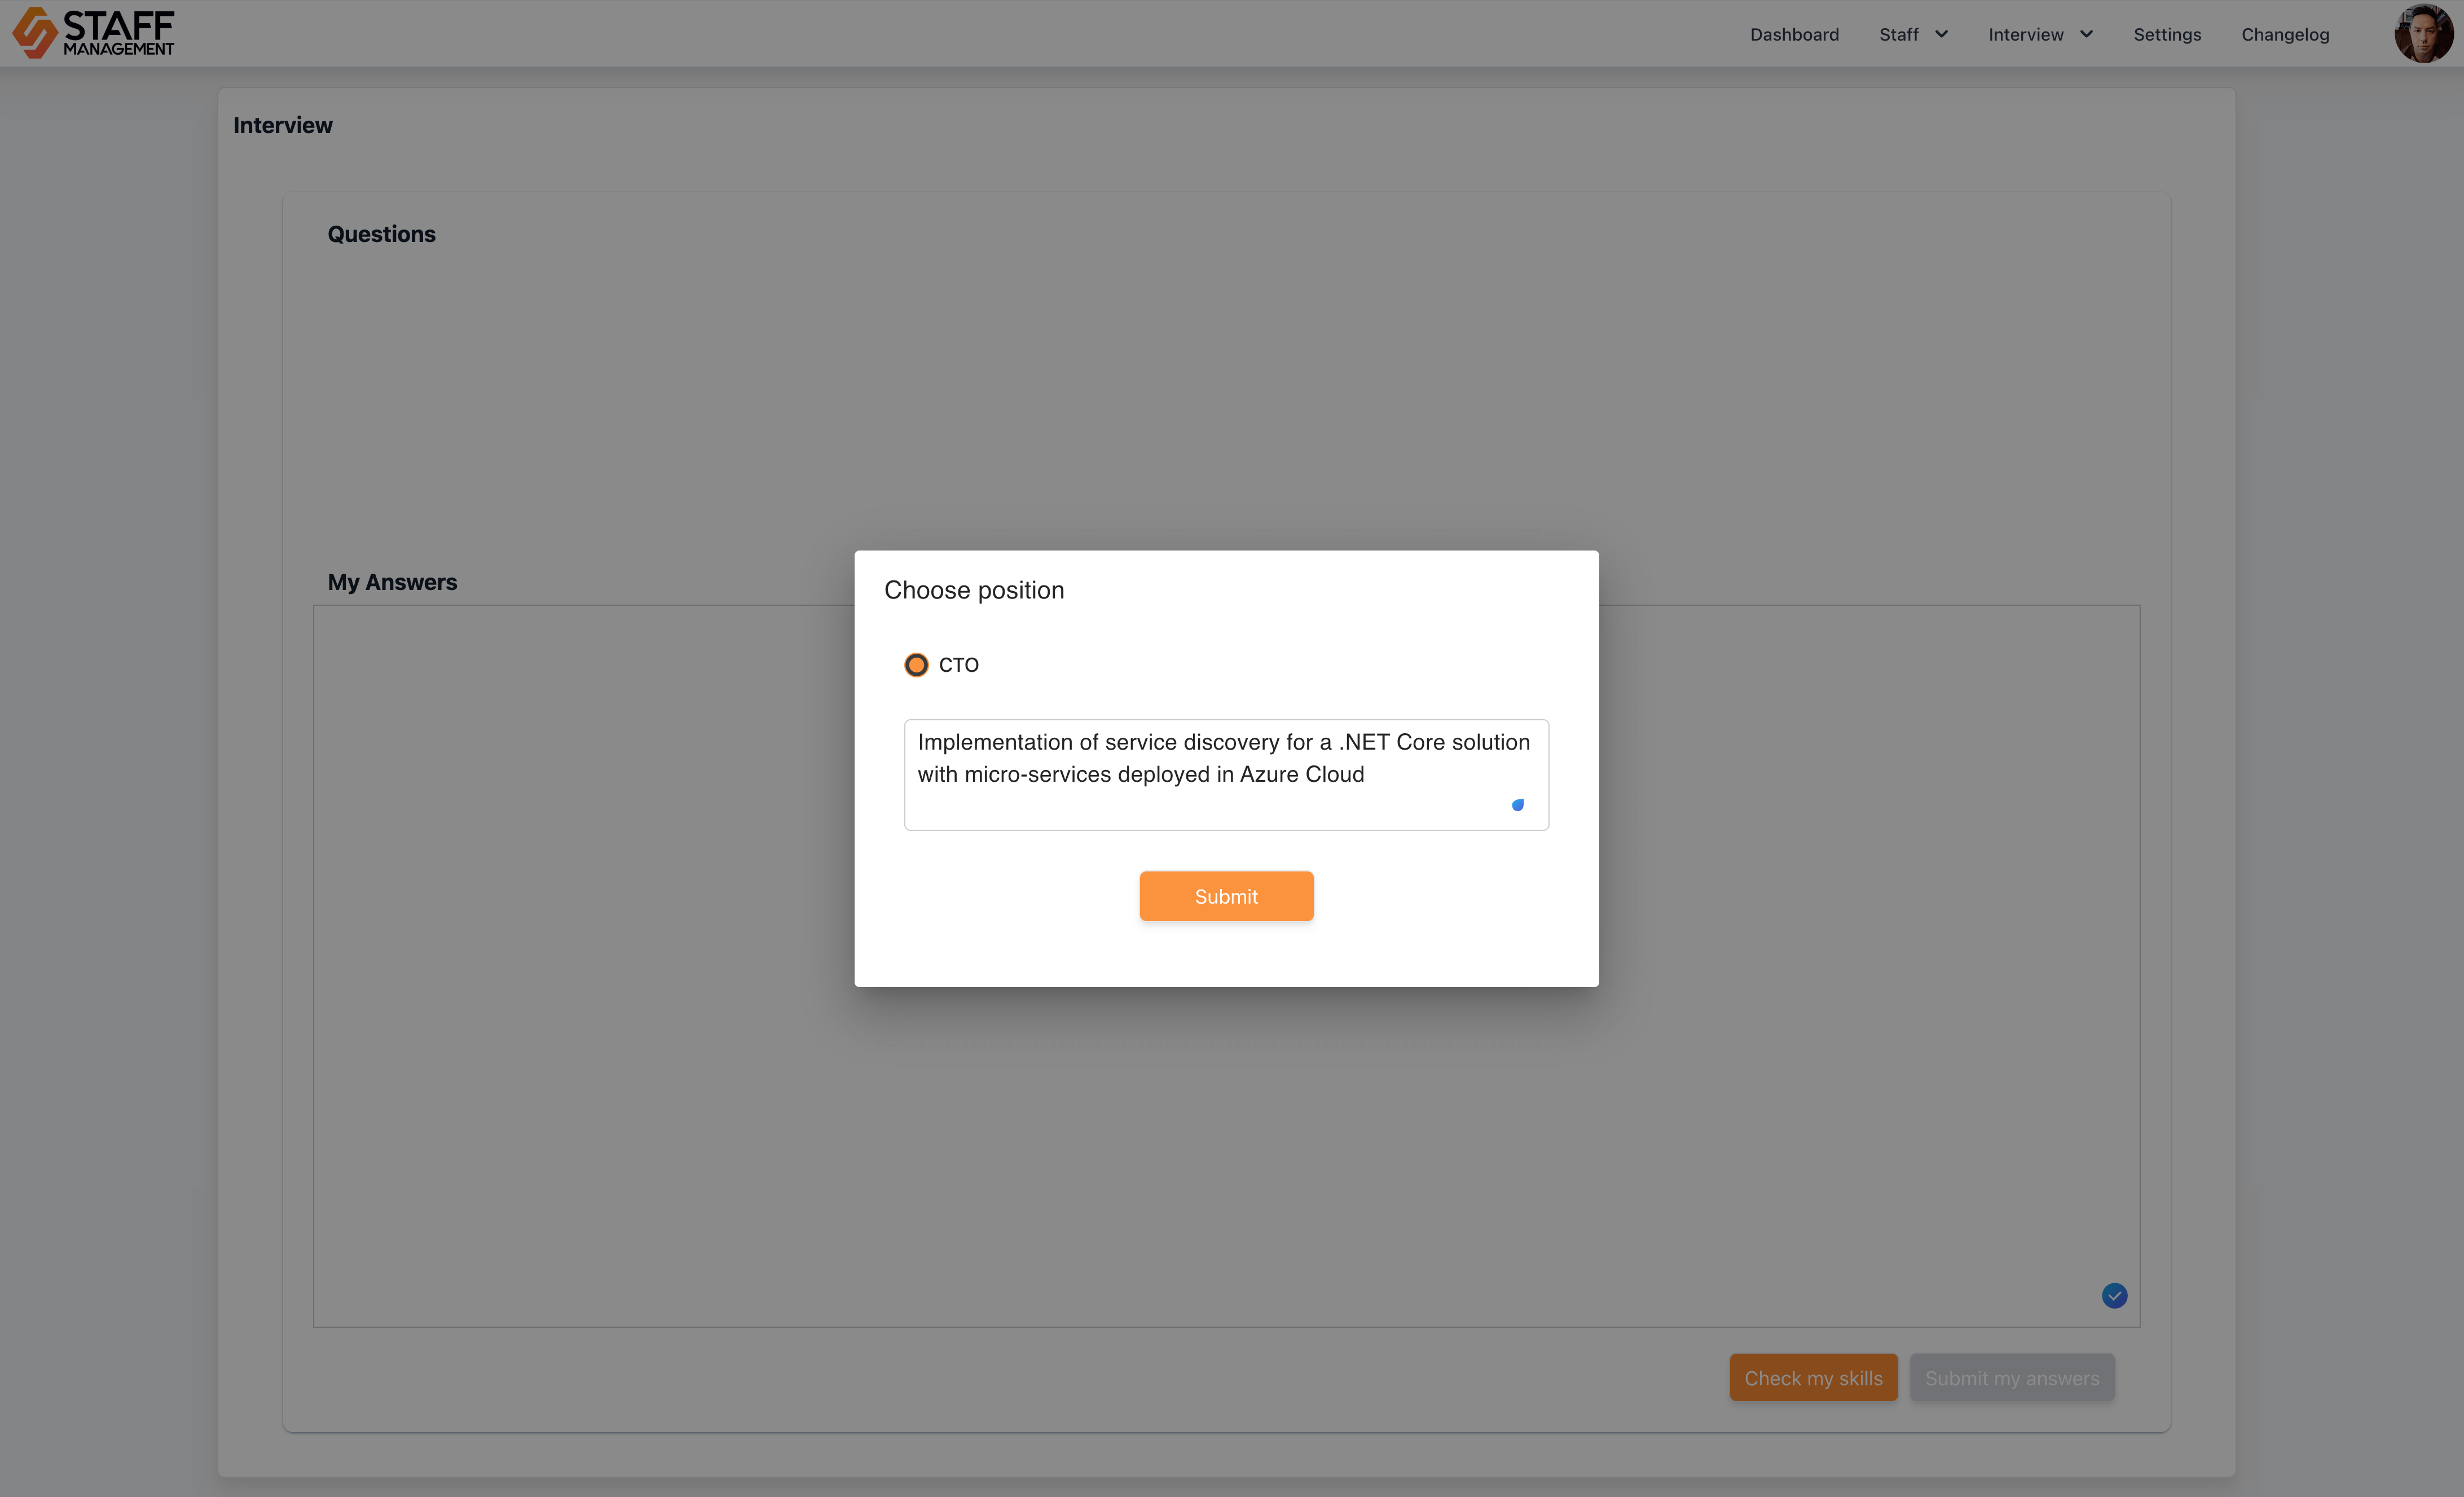 STAFF
MANAGEMENT
Dashboard
Staff
Interview
Settings
Changelog
Interview
Questions
My Answers
Choose position
CTO
Implementation of service discovery for a .NET Core solution
with micro-services deployed in Azure Cloud
Submit
Check my skills
Submit my answers